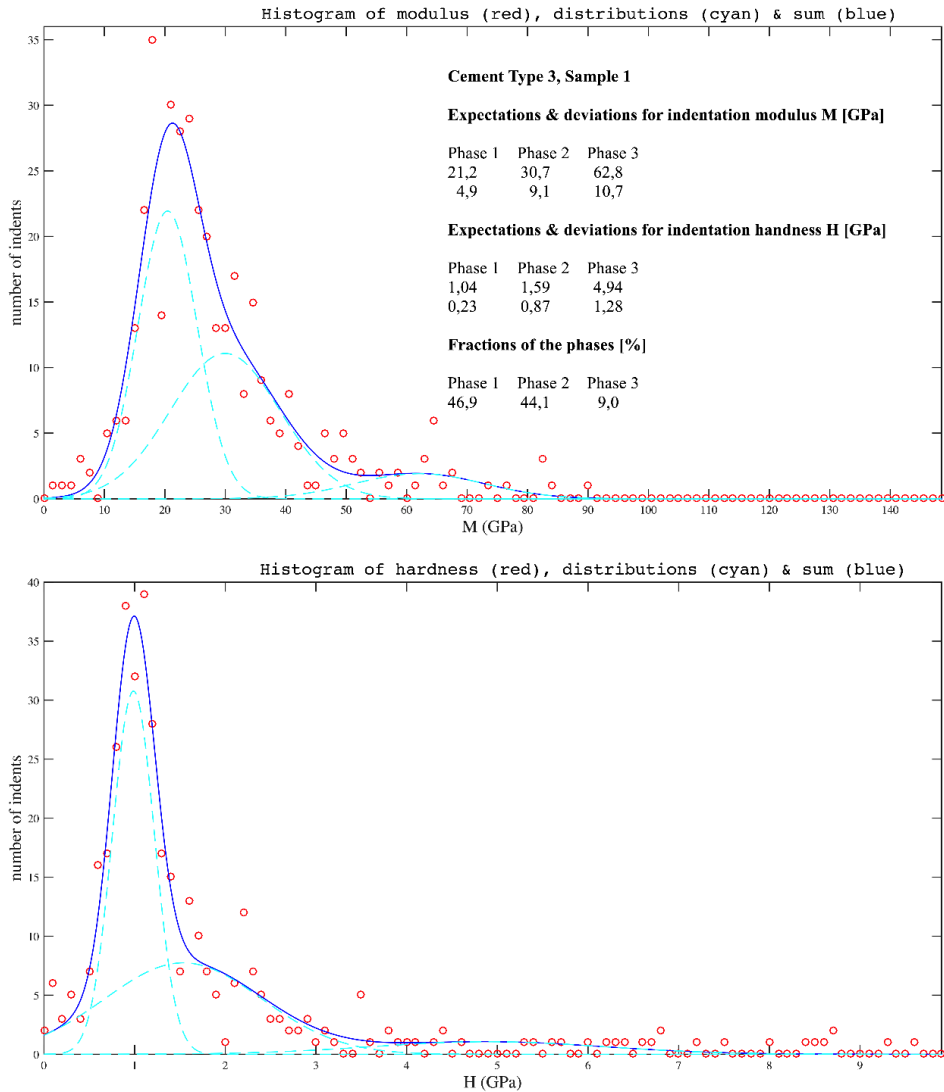 Histogram of modulus (red), distributions (cyan) & sum (blue)
35
30
25
20
15
10
5
0
number of indents
Cement Type 3, Sample 1
Expectations & deviations for indentation modulus M [GPa]
Phase 1 Phase 2 Phase 3
21,2 30,7 62,8
4,9 9,1 10,7
Expectations & deviations for indentation handness H [GPa]
Phase 1 Phase 2 Phase 3
1,04 1,59 4,94
0,23 0,87 1,28
Fractions of the phases [%]
Phase 1 Phase 2 Phase 3
46,9 44,1 9,0
0 10 20 30 40 50 60 70 80 90 100 110 120 130 140
M (GPa)
Histogram of hardness (red), distributions (cyan) & sum (blue)
40
35
30
25
20
15
10
5
0
number of indents
0 1 2 3 4 5 6 7 8 9
H (GPa)